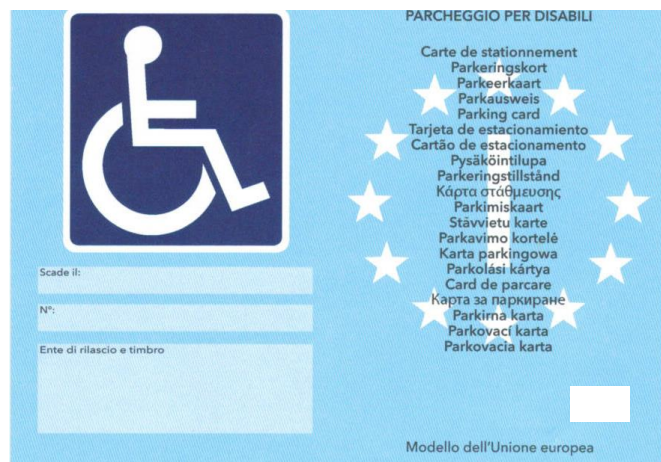 PARCHEGGIO PER DISABILI
Carte de stationnement
Parkeringskort
Parkeerkaart
Parkausweis
Parking card
Tarjeta de estacionamiento
Cartão de estacionamento
Pysäköintilupa
Parkeringstillstånd
Κάρτα στάθμευσης
Parkimiskaart
Stāvvietu karte
Parkavimo kortelė
Karta parkingowa
Parkolási kártya
Card de parcare
Карта за паркиране
Parkirna karta
Parkovací karta
Parkovacia karta
Scade il:
N°:
Ente di rilascio e timbro
Modello dell'Unione europea